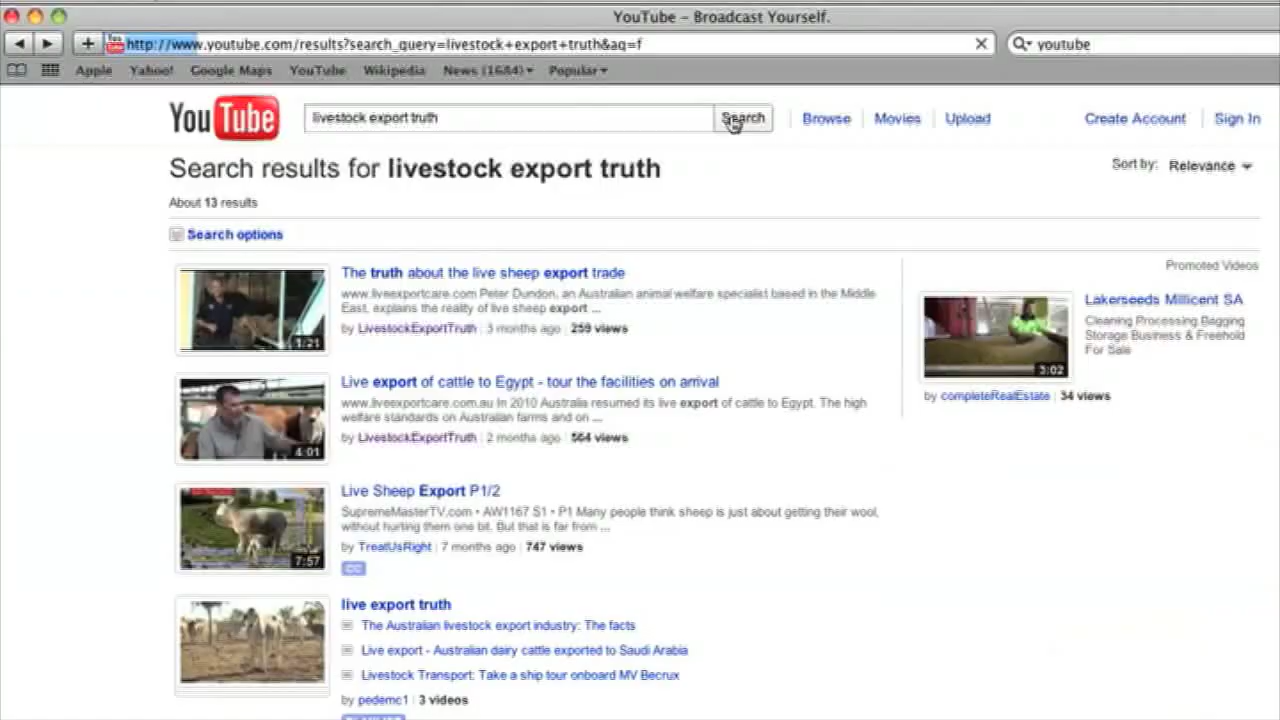 YouTube – Broadcast Yourself.
http://www.youtube.com/results?search_query=livestock+export+truth&aq=f
youtube
Apple Yahoo! Google Maps YouTube Wikipedia News (1684) Popular
YouTube
livestock export truth
Search
Browse
Movies
Upload
Create Account
Sign In
Search results for livestock export truth
Sort by: Relevance
About 13 results
Search options
The truth about the live sheep export trade
www.liveexportcare.com Peter Dundon, an Australian animal welfare specialist based in the Middle
East, explains the reality of live sheep export ...
by LivestockExportTruth | 3 months ago | 259 views
1:21
Live export of cattle to Egypt - tour the facilities on arrival
www.liveexportcare.com.au In 2010 Australia resumed its live export of cattle to Egypt. The high
welfare standards on Australian farms and on ...
by LivestockExportTruth | 2 months ago | 564 views
4:01
Live Sheep Export P1/2
SupremeMasterTV.com • AW1167 S1 • P1 Many people think sheep is just about getting their wool,
without hurting them one bit. But that is far from ...
by TreatUsRight | 7 months ago | 747 views
7:57
CC
live export truth
The Australian livestock export industry: The facts
Live export - Australian dairy cattle exported to Saudi Arabia
Livestock Transport: Take a ship tour onboard MV Becrux
by pedemc1 | 3 videos
Promoted Videos
Lakerseeds Millicent SA
Cleaning Processing Bagging
Storage Business & Freehold
For Sale
3:02
by completeRealEstate | 34 views